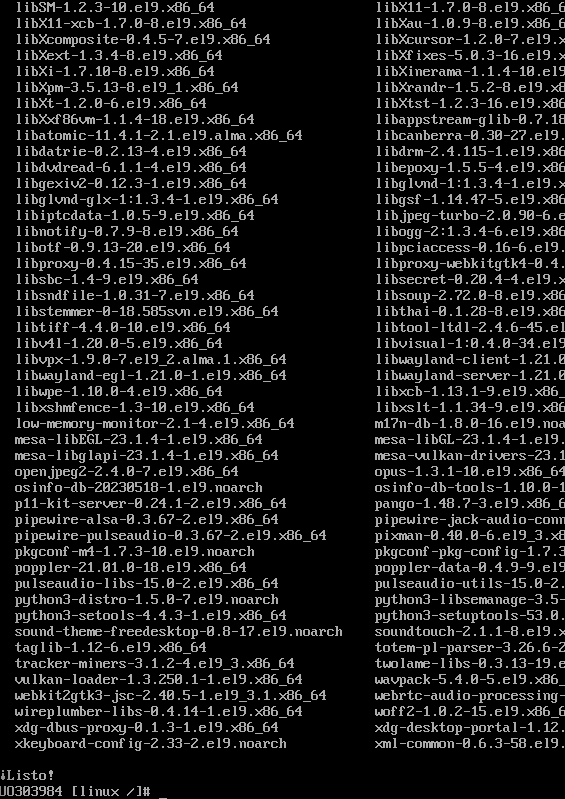 libSM-1.2.3-10.el9.x86_64 libX11-1.7.0-8.el9.x86_6
libX11-xcb-1.7.0-8.el9.x86_64 libXau-1.0.9-8.el9.x86_6
libXcomposite-0.4.5-7.el9.x86_64 libXcursor-1.2.0-7.el9.x
libXext-1.3.4-8.el9.x86_64 libXfixes-5.0.3-16.el9.x
libXi-1.7.10-8.el9.x86_64 libXinerama-1.1.4-10.el9
libXpm-3.5.13-8.el9_1.x86_64 libXrandr-1.5.2-8.el9.x8
libXt-1.2.0-6.el9.x86_64 libXtst-1.2.3-16.el9.x86
libXxf86vm-1.1.4-18.el9.x86_64 libappstream-glib-0.7.18
libatomic-11.4.1-2.1.el9.alma.x86_64 libcanberra-0.30-27.el9.
libdatrie-0.2.13-4.el9.x86_64 libdrm-2.4.115-1.el9.x86
libdvdread-6.1.1-4.el9.x86_64 libepoxy-1.5.5-4.el9.x86
libgexiv2-0.12.3-1.el9.x86_64 libglvnd-1:1.3.4-1.el9.x
libglvnd-glx-1:1.3.4-1.el9.x86_64 libgsf-1.14.47-5.el9.x86
libiptcdata-1.0.5-9.el9.x86_64 libjpeg-turbo-2.0.90-6.e
libnotify-0.7.9-8.el9.x86_64 libogg-2:1.3.4-6.el9.x86
libotf-0.9.13-20.el9.x86_64 libpciaccess-0.16-6.el9.
libproxy-0.4.15-35.el9.x86_64 libproxy-webkitgtk4-0.4.
libsbc-1.4-9.el9.x86_64 libsecret-0.20.4-4.el9.x
libsndfile-1.0.31-7.el9.x86_64 libsoup-2.72.0-8.el9.x86
libstemmer-0-18.585svn.el9.x86_64 libthai-0.1.28-8.el9.x86
libtiff-4.4.0-10.el9.x86_64 libtool-ltdl-2.4.6-45.el
libv4l-1.20.0-5.el9.x86_64 libvisual-1:0.4.0-34.el9
libvpx-1.9.0-7.el9_2.alma.1.x86_64 libwayland-client-1.21.0
libwayland-egl-1.21.0-1.el9.x86_64 libwayland-server-1.21.0
libwpe-1.10.0-4.el9.x86_64 libxcb-1.13.1-9.el9.x86_
libxshmfence-1.3-10.el9.x86_64 libxslt-1.1.34-9.el9.x86
low-memory-monitor-2.1-4.el9.x86_64 m17n-db-1.8.0-16.el9.noa
mesa-libEGL-23.1.4-1.el9.x86_64 mesa-libGL-23.1.4-1.el9.
mesa-libglapi-23.1.4-1.el9.x86_64 mesa-vulkan-drivers-23.1
openjpeg2-2.4.0-7.el9.x86_64 opus-1.3.1-10.el9.x86_64
osinfo-db-20230518-1.el9.noarch osinfo-db-tools-1.10.0-1
p11-kit-server-0.24.1-2.el9.x86_64 pango-1.48.7-3.el9.x86_6
pipewire-alsa-0.3.67-2.el9.x86_64 pipewire-jack-audio-conn
pipewire-pulseaudio-0.3.67-2.el9.x86_64 pixman-0.40.0-6.el9_3.x8
pkgconf-m4-1.7.3-10.el9.noarch pkgconf-pkg-config-1.7.3
poppler-21.01.0-18.el9.x86_64 poppler-data-0.4.9-9.el9
pulseaudio-libs-15.0-2.el9.x86_64 pulseaudio-utils-15.0-2.
python3-distro-1.5.0-7.el9.noarch python3-libsemanage-3.5-
python3-setools-4.4.3-1.el9.x86_64 python3-setuptools-53.0.
sound-theme-freedesktop-0.8-17.el9.noarch soundtouch-2.1.1-8.el9.x
taglib-1.12-6.el9.x86_64 totem-pl-parser-3.26.6-2
tracker-miners-3.1.2-4.el9_3.x86_64 twolame-libs-0.3.13-19.e
vulkan-loader-1.3.250.1-1.el9.x86_64 wavpack-5.4.0-5.el9.x86_
webkit2gtk3-jsc-2.40.5-1.el9_3.1.x86_64 webrtc-audio-processing-
wireplumber-libs-0.4.14-1.el9.x86_64 woff2-1.0.2-15.el9.x86_6
xdg-dbus-proxy-0.1.3-1.el9.x86_64 xdg-desktop-portal-1.12.
xkeyboard-config-2.33-2.el9.noarch xml-common-0.6.3-58.el9.
¡Listo!
UO303984 [linux /]# _